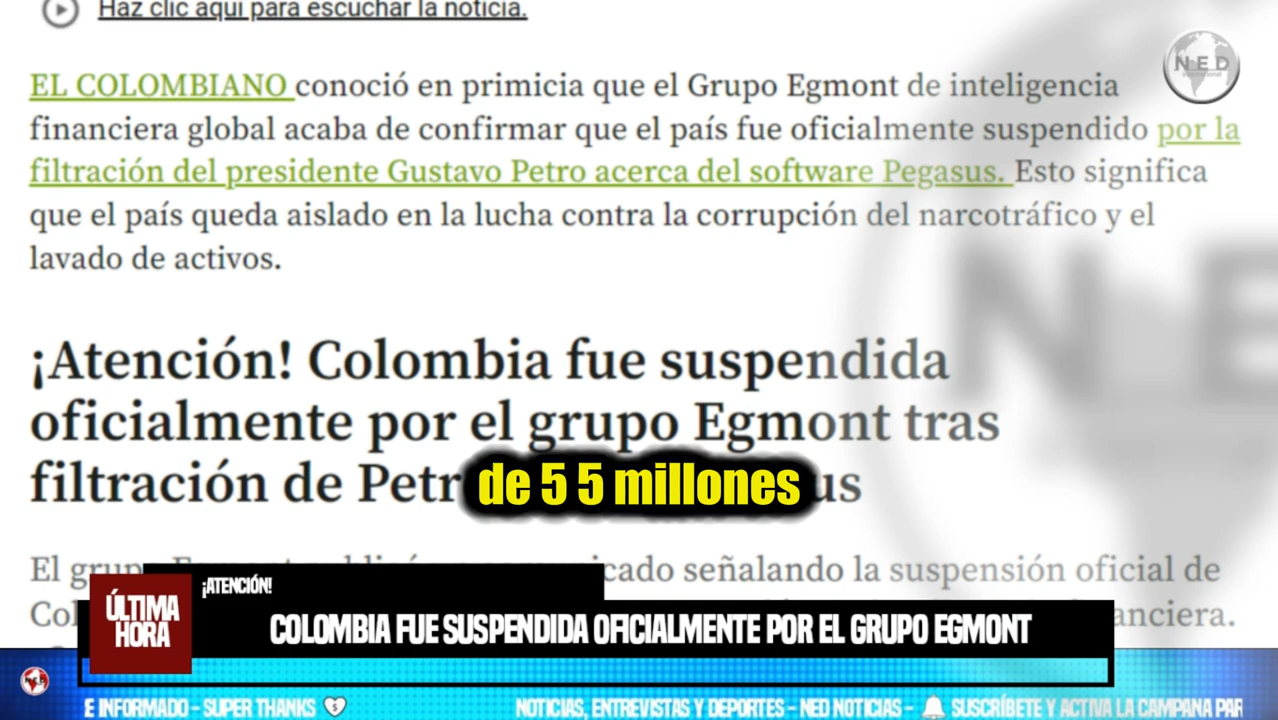 Haz clic aquí para escuchar la noticia.
NED
EL COLOMBIANO conoció en primicia que el Grupo Egmont de inteligencia
financiera global acaba de confirmar que el país fue oficialmente suspendido por la
filtración del presidente Gustavo Petro acerca del software Pegasus. Esto significa
que el país queda aislado en la lucha contra la corrupción del narcotráfico y el
lavado de activos.
¡Atención! Colombia fue suspendida
oficialmente por el grupo Egmont tras
filtración de Petr us
de 5 5 millones
El grupo cado señalando la suspensión oficial de
Col anciera.
¡ATENCIÓN!
ÚLTIMA
HORA
COLOMBIA FUE SUSPENDIDA OFICIALMENTE POR EL GRUPO EGMONT
E INFORMADO - SUPER THANKS NOTICIAS, ENTREVISTAS Y DEPORTES - NED NOTICIAS - SUSCRÍBETE Y ACTIVA LA CAMPANA PAR